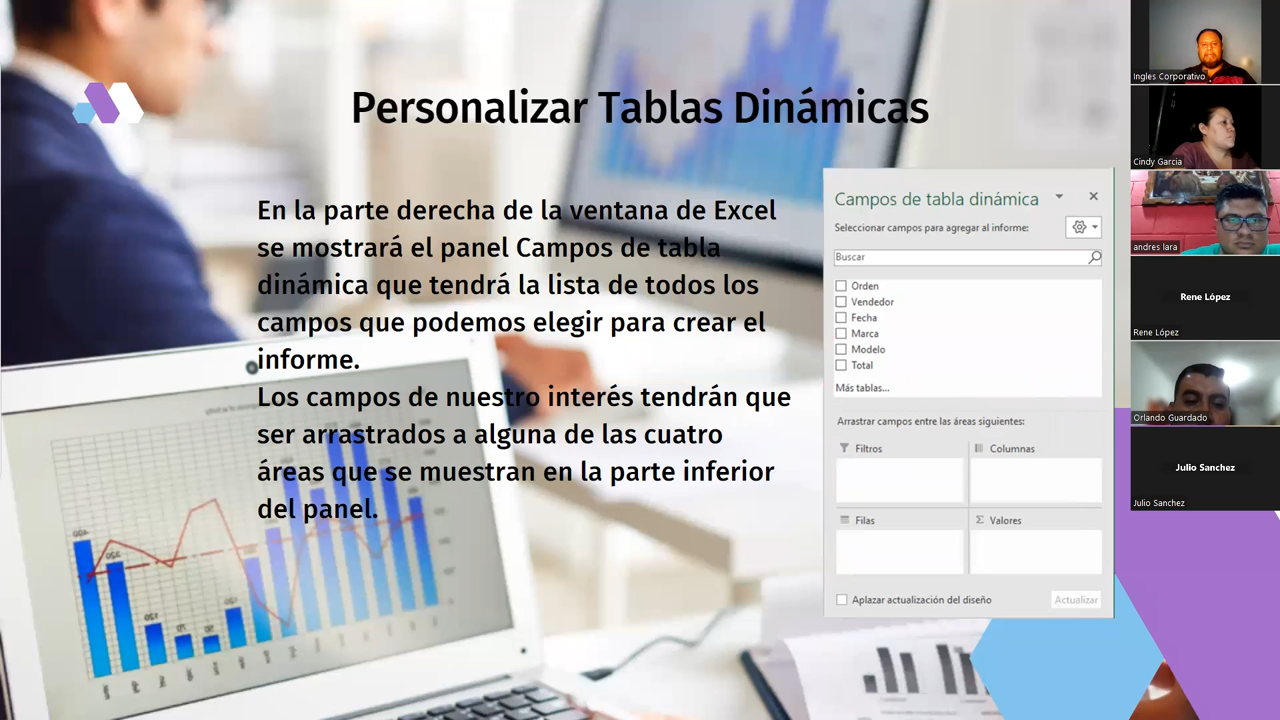 Personalizar Tablas Dinámicas
En la parte derecha de la ventana de Excel
se mostrará el panel Campos de tabla
dinámica que tendrá la lista de todos los
campos que podemos elegir para crear el
informe.
Los campos de nuestro interés tendrán que
ser arrastrados a alguna de las cuatro
áreas que se muestran en la parte inferior
del panel.
Campos de tabla dinámica
Seleccionar campos para agregar al informe:
Buscar
Orden
Vendedor
Fecha
Marca
Modelo
Total
Más tablas...
Arrastrar campos entre las áreas siguientes:
Filtros
Columnas
Filas
Σ Valores
Aplazar actualización del diseño
Actualizar
Ingles Corporativo
Cindy Garcia
andres lara
Rene López
Rene López
Orlando Guardado
Julio Sanchez
Julio Sanchez